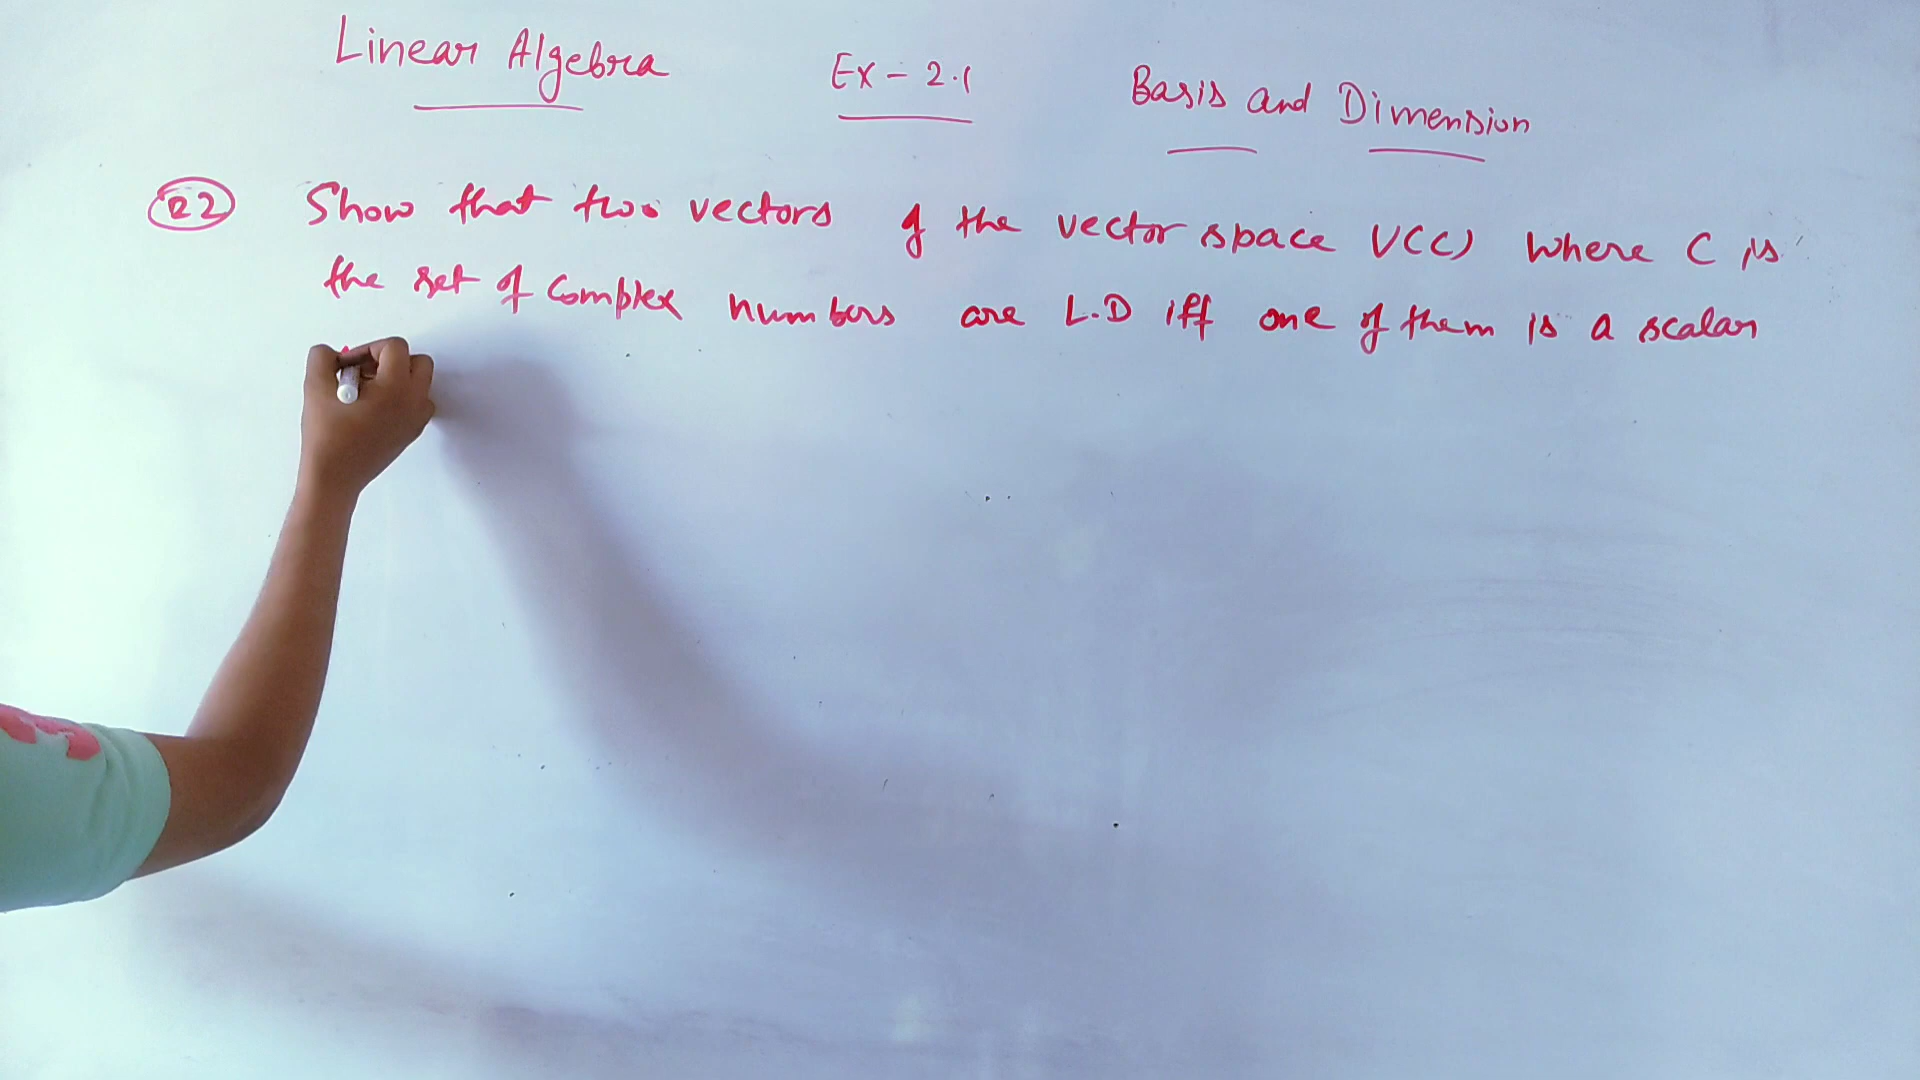 Linear Algebra Ex - 2.1 Basis and Dimension
22 Show that two vectors of the vector space V(C) where C is
the set of complex numbers are L.D iff one of them is a scalar